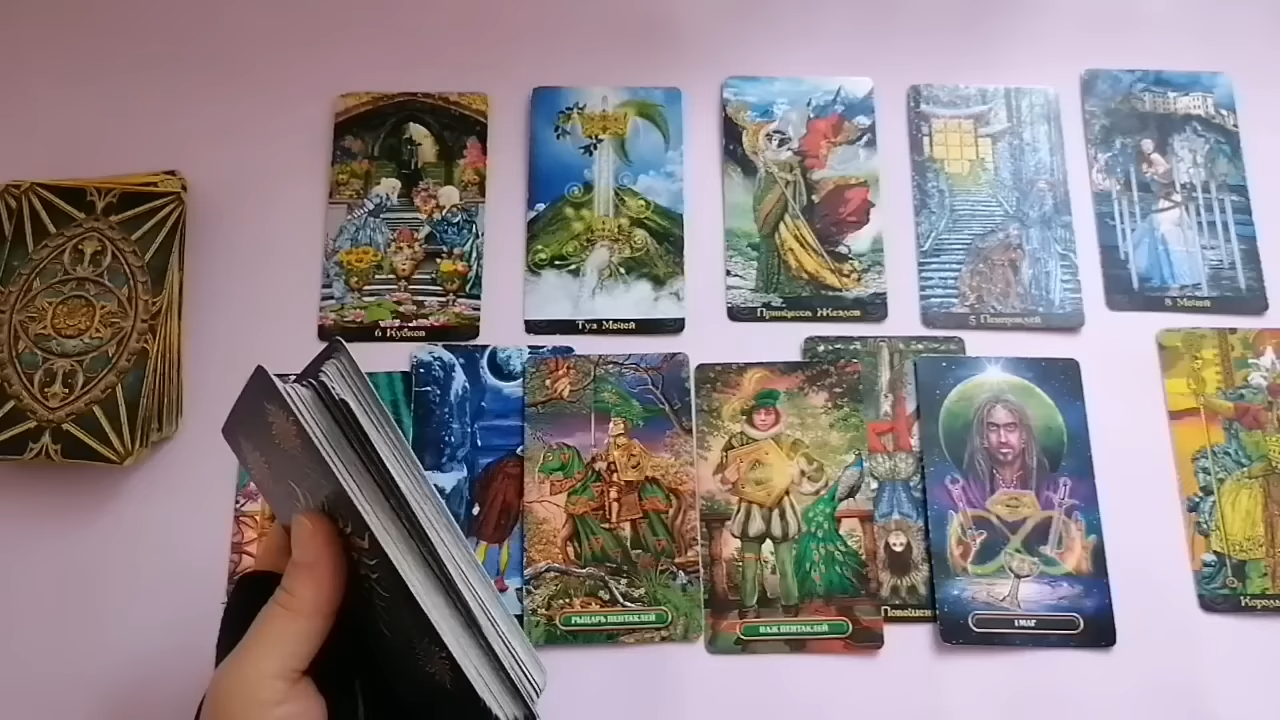 6 Кубков
Туз Мечей
Принцесса Жезлов
5 Пентаклей
8 Мечей
РЫЦАРЬ ПЕНТАКЛЕЙ
ПАЖ ПЕНТАКЛЕЙ
Повешен
I МАГ
Король